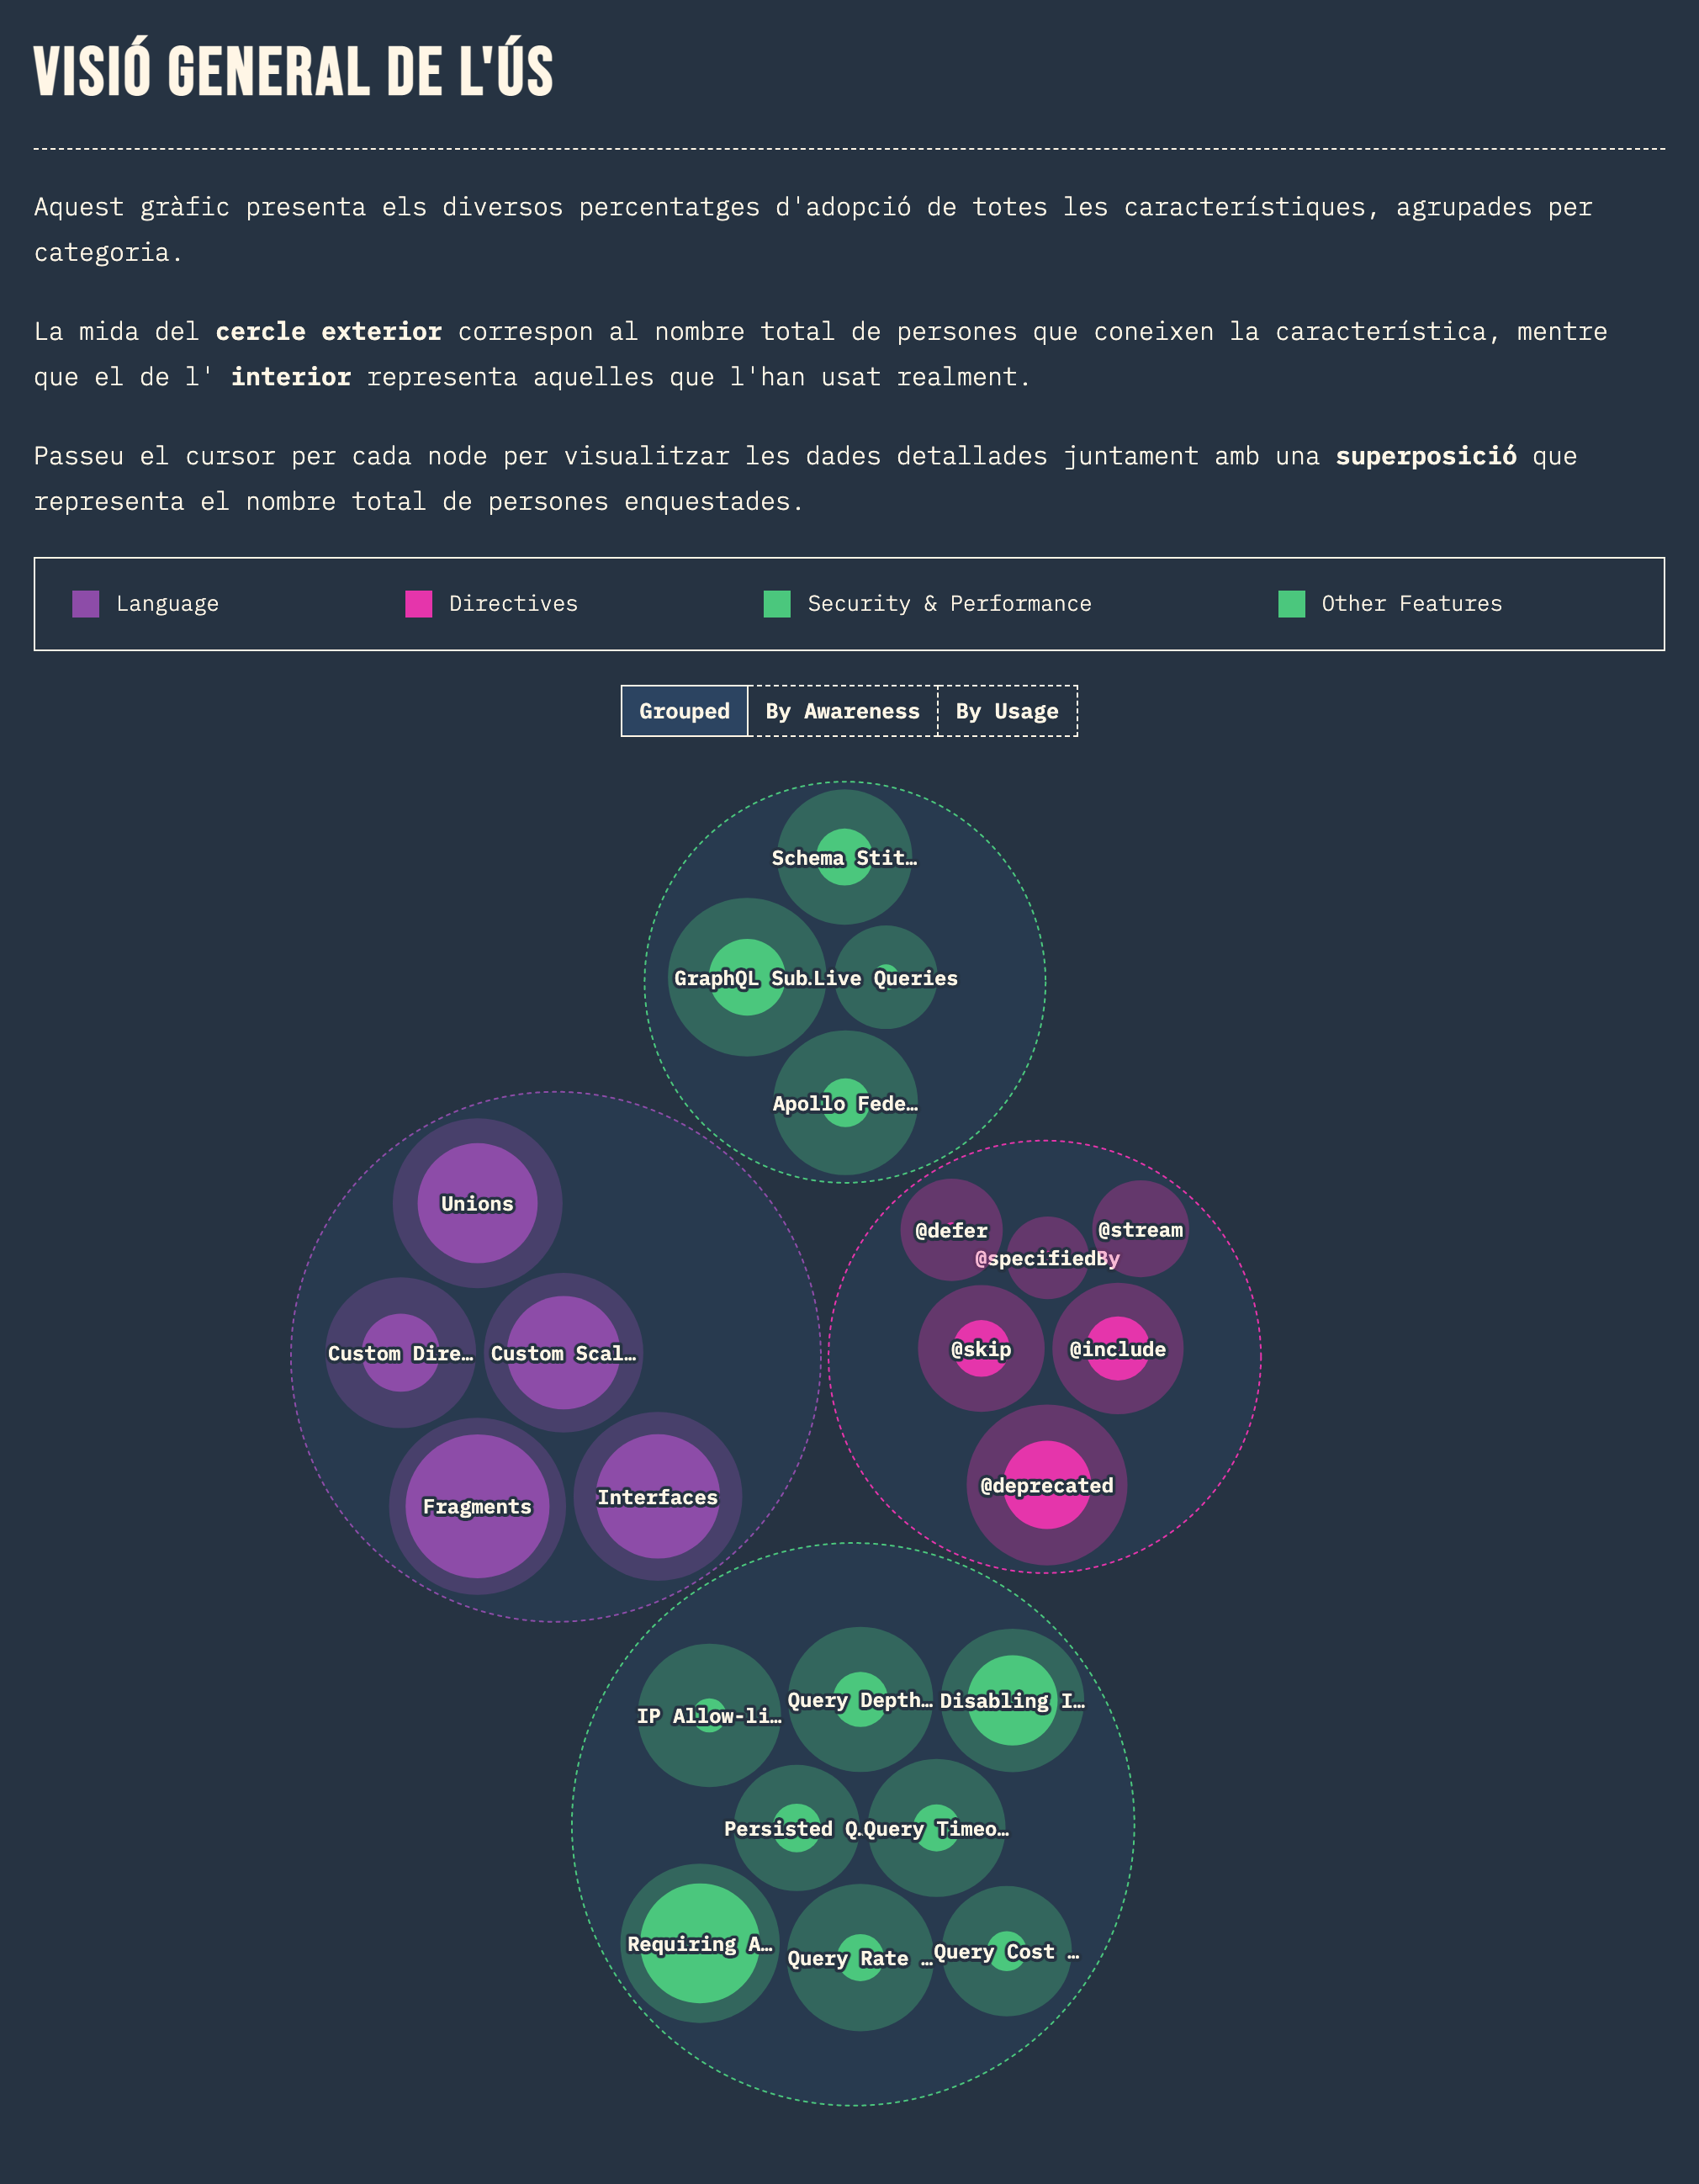 VISIÓ GENERAL DE L'ÚS
Aquest gràfic presenta els diversos percentatges d'adopció de totes les característiques, agrupades per
categoria.
La mida del cercle exterior correspon al nombre total de persones que coneixen la característica, mentre
que el de l' interior representa aquelles que l'han usat realment.
Passeu el cursor per cada node per visualitzar les dades detallades juntament amb una superposició que
representa el nombre total de persones enquestades.
Language
Directives
Security & Performance
Other Features
Grouped
By Awareness
By Usage
Schema Stit…
GraphQL Sub…
Live Queries
Apollo Fede…
Unions
Custom Dire…
Custom Scal…
Fragments
Interfaces
@defer
@specifiedBy
@stream
@skip
@include
@deprecated
IP Allow-li…
Query Depth…
Disabling I…
Persisted Q…
Query Timeo…
Requiring A…
Query Rate …
Query Cost …